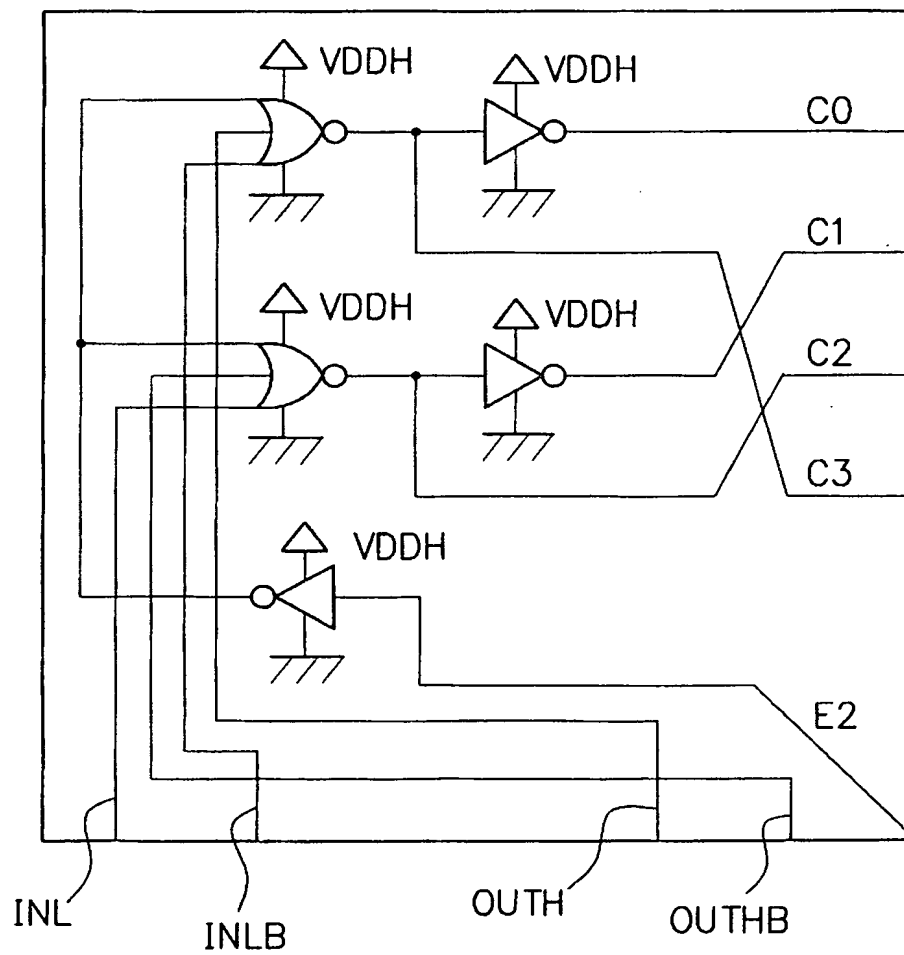 VDDH
VDDH
C0
C1
VDDH
VDDH
C2
C3
VDDH
E2
INL
INLB
OUTH
OUTHB